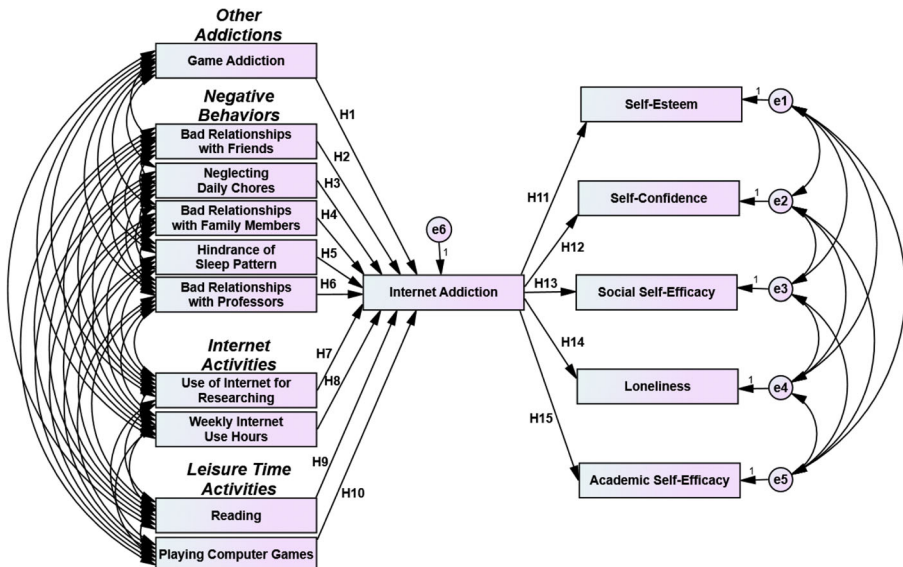 Other
Addictions
Game Addiction
Negative
Behaviors
Bad Relationships
with Friends
Neglecting
Daily Chores
Bad Relationships
with Family Members
Hindrance of
Sleep Pattern
Bad Relationships
with Professors
Internet
Activities
Use of Internet for
Researching
Weekly Internet
Use Hours
Leisure Time
Activities
Reading
Playing Computer Games
H1
H2
H3
H4
H5
H6
H7
H8
H9
H10
e6
1
Internet Addiction
H11
H12
H13
H14
H15
Self-Esteem
1
e1
Self-Confidence
1
e2
Social Self-Efficacy
1
e3
Loneliness
1
e4
Academic Self-Efficacy
1
e5